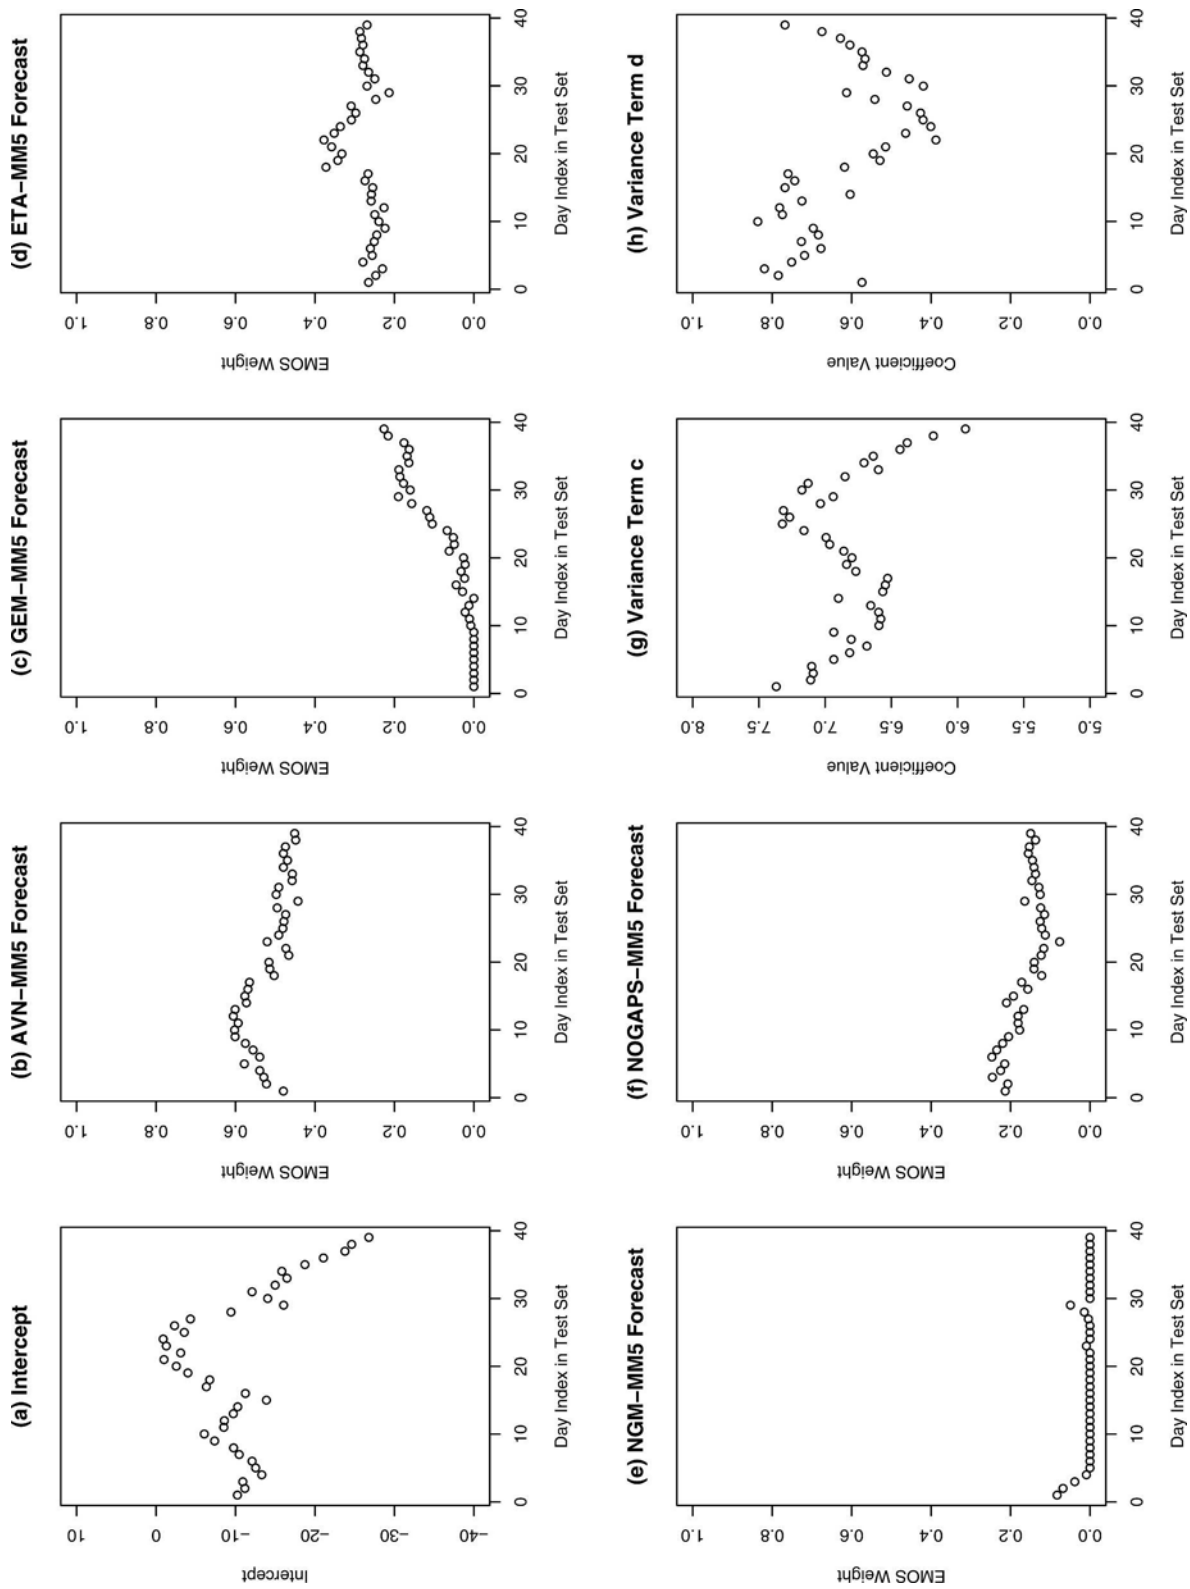 (a) Intercept
Intercept
10
0
−10
−20
−30
−40
0 10 20 30 40
Day Index in Test Set
(b) AVN−MM5 Forecast
EMOS Weight
1.0
0.8
0.6
0.4
0.2
0.0
0 10 20 30 40
Day Index in Test Set
(c) GEM−MM5 Forecast
EMOS Weight
1.0
0.8
0.6
0.4
0.2
0.0
0 10 20 30 40
Day Index in Test Set
(d) ETA−MM5 Forecast
EMOS Weight
1.0
0.8
0.6
0.4
0.2
0.0
0 10 20 30 40
Day Index in Test Set
(e) NGM−MM5 Forecast
EMOS Weight
1.0
0.8
0.6
0.4
0.2
0.0
0 10 20 30 40
Day Index in Test Set
(f) NOGAPS−MM5 Forecast
EMOS Weight
1.0
0.8
0.6
0.4
0.2
0.0
0 10 20 30 40
Day Index in Test Set
(g) Variance Term c
Coefficient Value
8.0
7.5
7.0
6.5
6.0
5.5
5.0
0 10 20 30 40
Day Index in Test Set
(h) Variance Term d
Coefficient Value
1.0
0.8
0.6
0.4
0.2
0.0
0 10 20 30 40
Day Index in Test Set